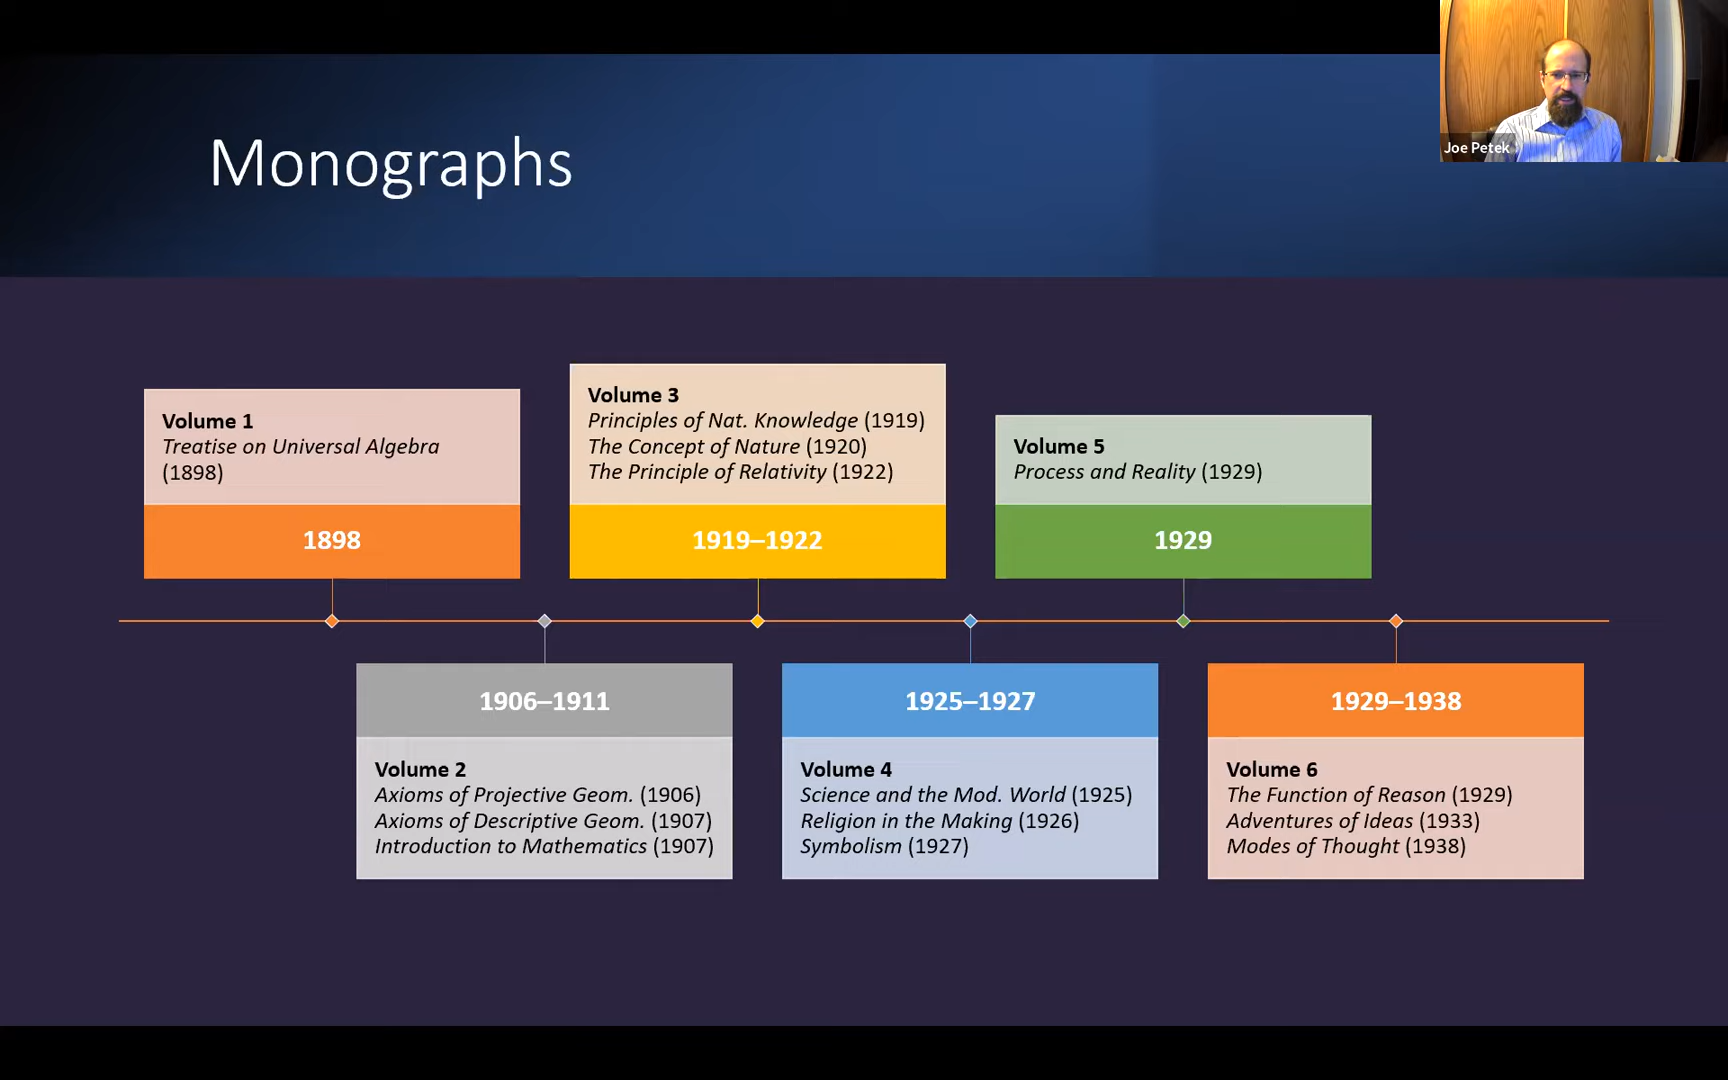 Monographs
Joe Petek
Volume 1
Treatise on Universal Algebra
(1898)
1898
Volume 3
Principles of Nat. Knowledge (1919)
The Concept of Nature (1920)
The Principle of Relativity (1922)
1919–1922
Volume 5
Process and Reality (1929)
1929
1906–1911
Volume 2
Axioms of Projective Geom. (1906)
Axioms of Descriptive Geom. (1907)
Introduction to Mathematics (1907)
1925–1927
Volume 4
Science and the Mod. World (1925)
Religion in the Making (1926)
Symbolism (1927)
1929–1938
Volume 6
The Function of Reason (1929)
Adventures of Ideas (1933)
Modes of Thought (1938)